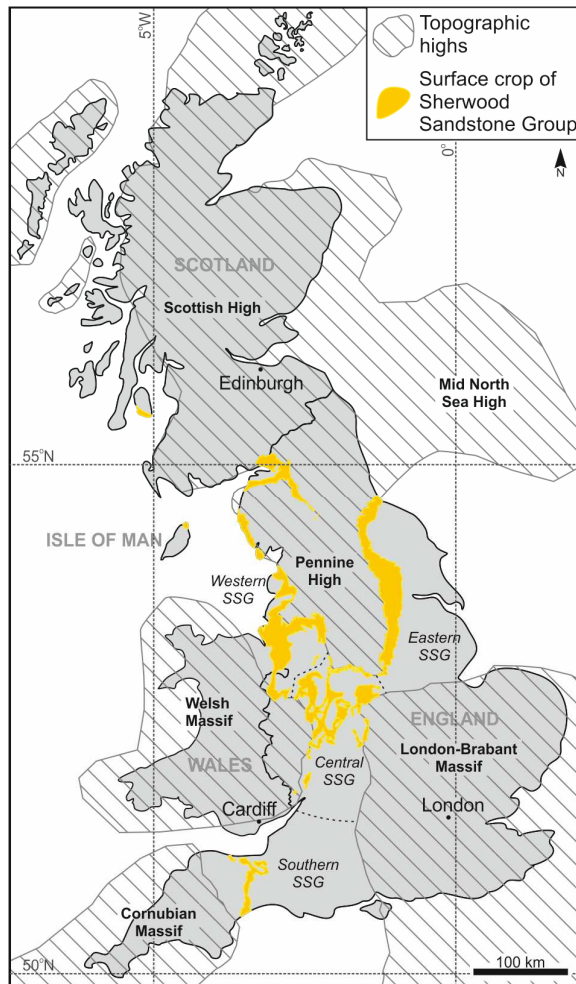 5°W
Topographic
highs
Surface crop of
Sherwood
Sandstone Group
0°
N
SCOTLAND
Scottish High
Edinburgh
Mid North
Sea High
55°N
ISLE OF MAN
Pennine
High
Western
SSG
Eastern
SSG
Welsh
Massif
ENGLAND
London-Brabant
Massif
WALES
Central
SSG
Cardiff
London
Southern
SSG
Cornubian
Massif
50°N
100 km